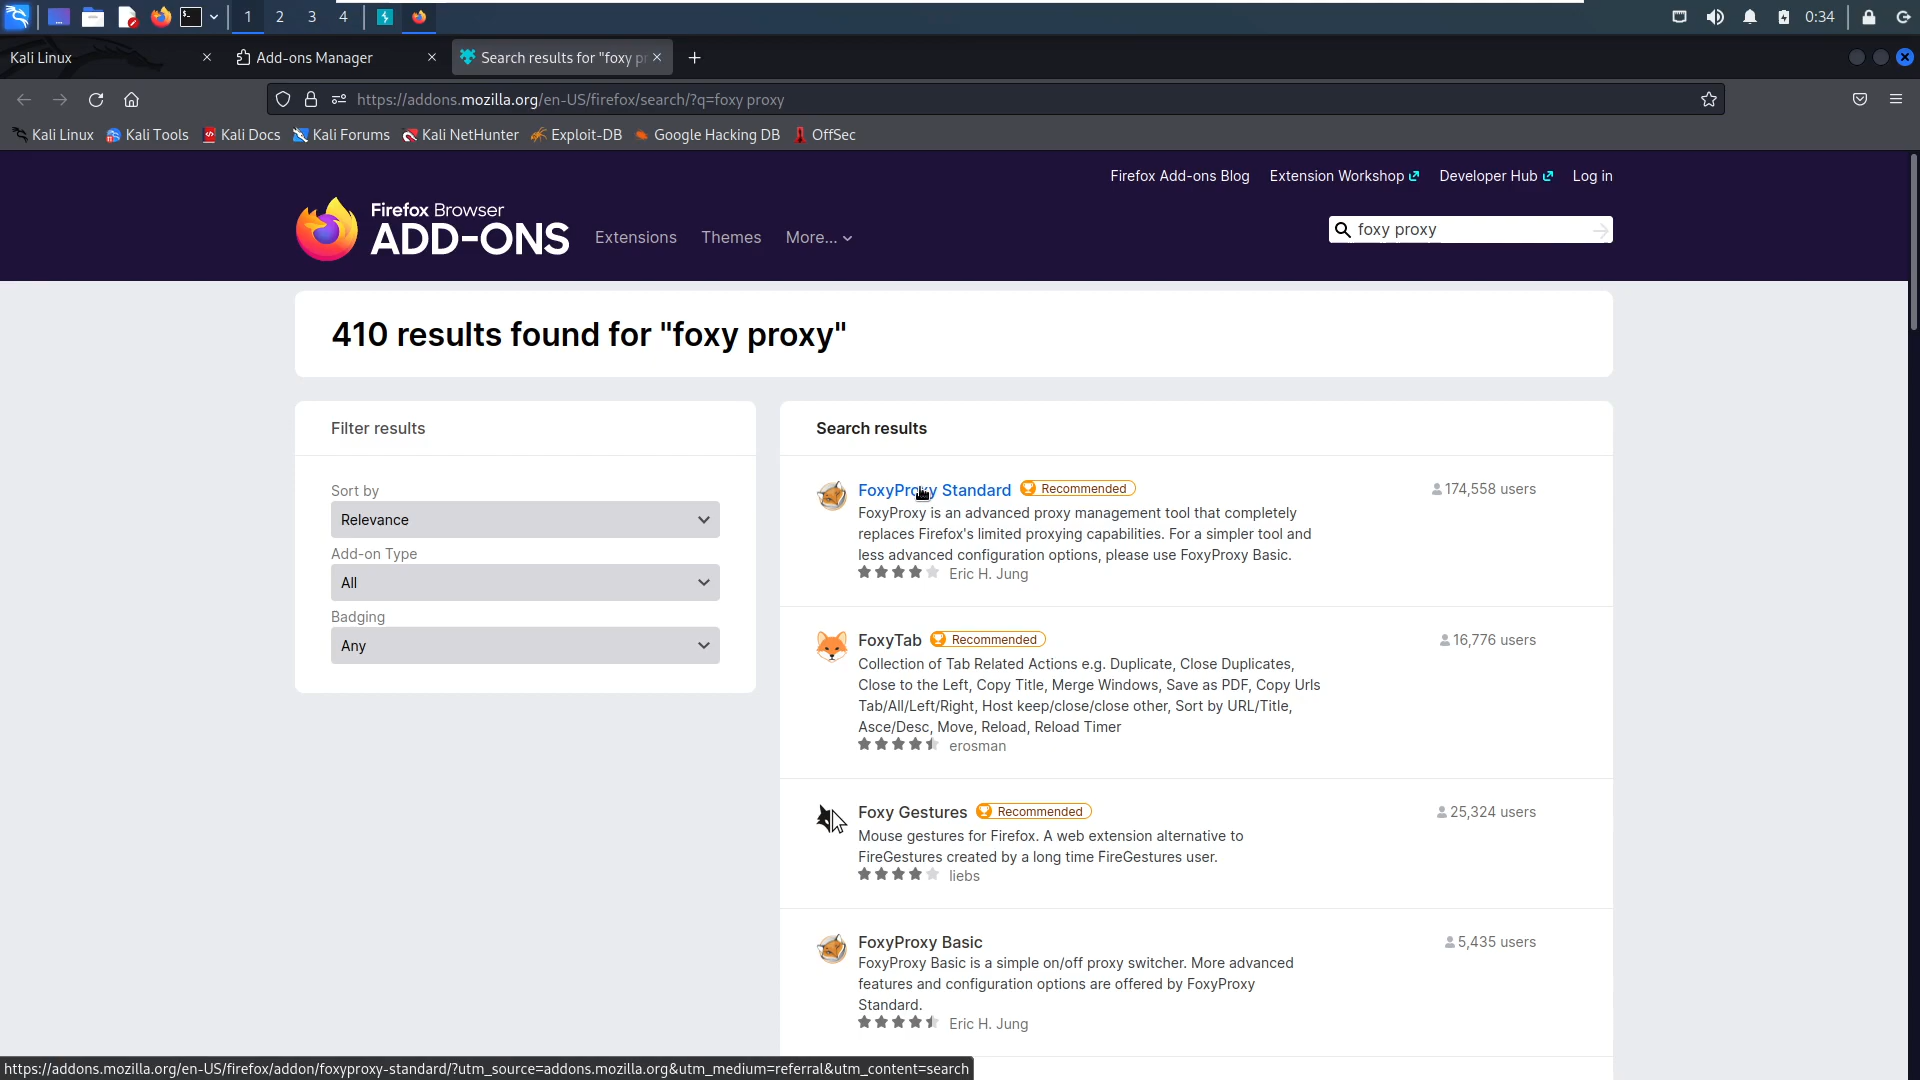 1 2 3 4 0:34
Kali Linux Add-ons Manager Search results for "foxy pr
https://addons.mozilla.org/en-US/firefox/search/?q=foxy proxy
Kali Linux Kali Tools Kali Docs Kali Forums Kali NetHunter Exploit-DB Google Hacking DB OffSec
Firefox Add-ons Blog Extension Workshop Developer Hub Log in
Firefox Browser
ADD-ONS Extensions Themes More... foxy proxy
410 results found for "foxy proxy"
Filter results
Sort by
Relevance
Add-on Type
All
Badging
Any
Search results
FoxyProxy Standard Recommended 174,558 users
FoxyProxy is an advanced proxy management tool that completely
replaces Firefox's limited proxying capabilities. For a simpler tool and
less advanced configuration options, please use FoxyProxy Basic.
Eric H. Jung
FoxyTab Recommended 16,776 users
Collection of Tab Related Actions e.g. Duplicate, Close Duplicates,
Close to the Left, Copy Title, Merge Windows, Save as PDF, Copy Urls
Tab/All/Left/Right, Host keep/close/close other, Sort by URL/Title,
Asce/Desc, Move, Reload, Reload Timer
erosman
Foxy Gestures Recommended 25,324 users
Mouse gestures for Firefox. A web extension alternative to
FireGestures created by a long time FireGestures user.
liebs
FoxyProxy Basic 5,435 users
FoxyProxy Basic is a simple on/off proxy switcher. More advanced
features and configuration options are offered by FoxyProxy
Standard.
Eric H. Jung
https://addons.mozilla.org/en-US/firefox/addon/foxyproxy-standard/?utm_source=addons.mozilla.org&utm_medium=referral&utm_content=search